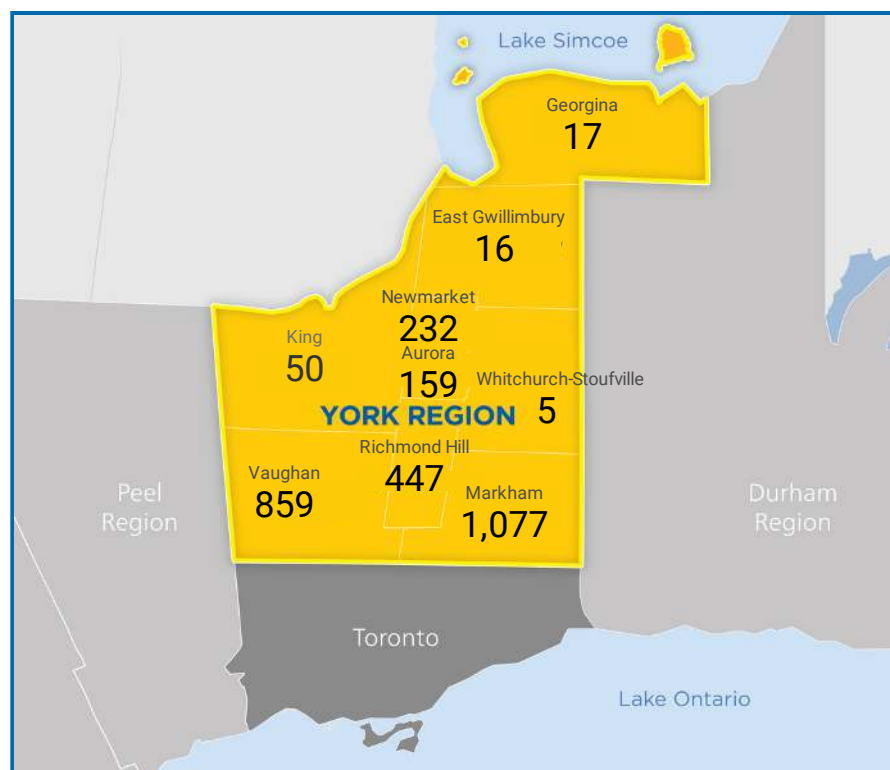 Lake Simcoe
Georgina
17
East Gwillimbury
16
Newmarket
232
King
50
Aurora
159
Whitchurch-Stoufville
5
YORK REGION
Richmond Hill
447
Vaughan
859
Markham
1,077
Peel
Region
Durham
Region
Toronto
Lake Ontario